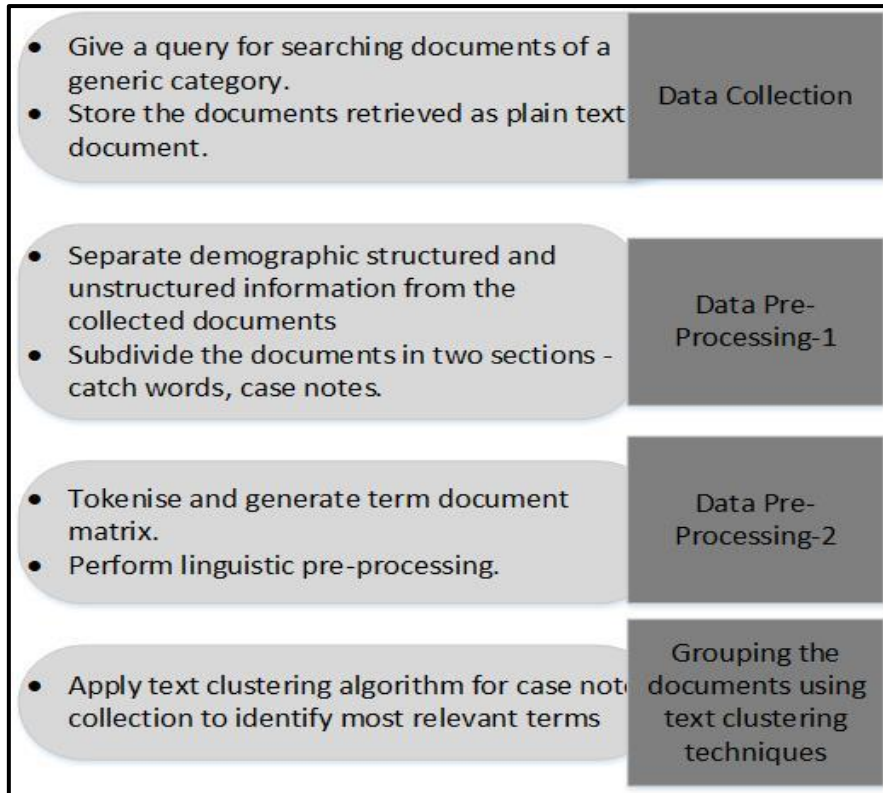 • Give a query for searching documents of a
generic category.
• Store the documents retrieved as plain text
document.
Data Collection
• Separate demographic structured and
unstructured information from the
collected documents
• Subdivide the documents in two sections -
catch words, case notes.
Data Pre-
Processing-1
• Tokenise and generate term document
matrix.
• Perform linguistic pre-processing.
Data Pre-
Processing-2
• Apply text clustering algorithm for case not
collection to identify most relevant terms
Grouping the
documents using
text clustering
techniques